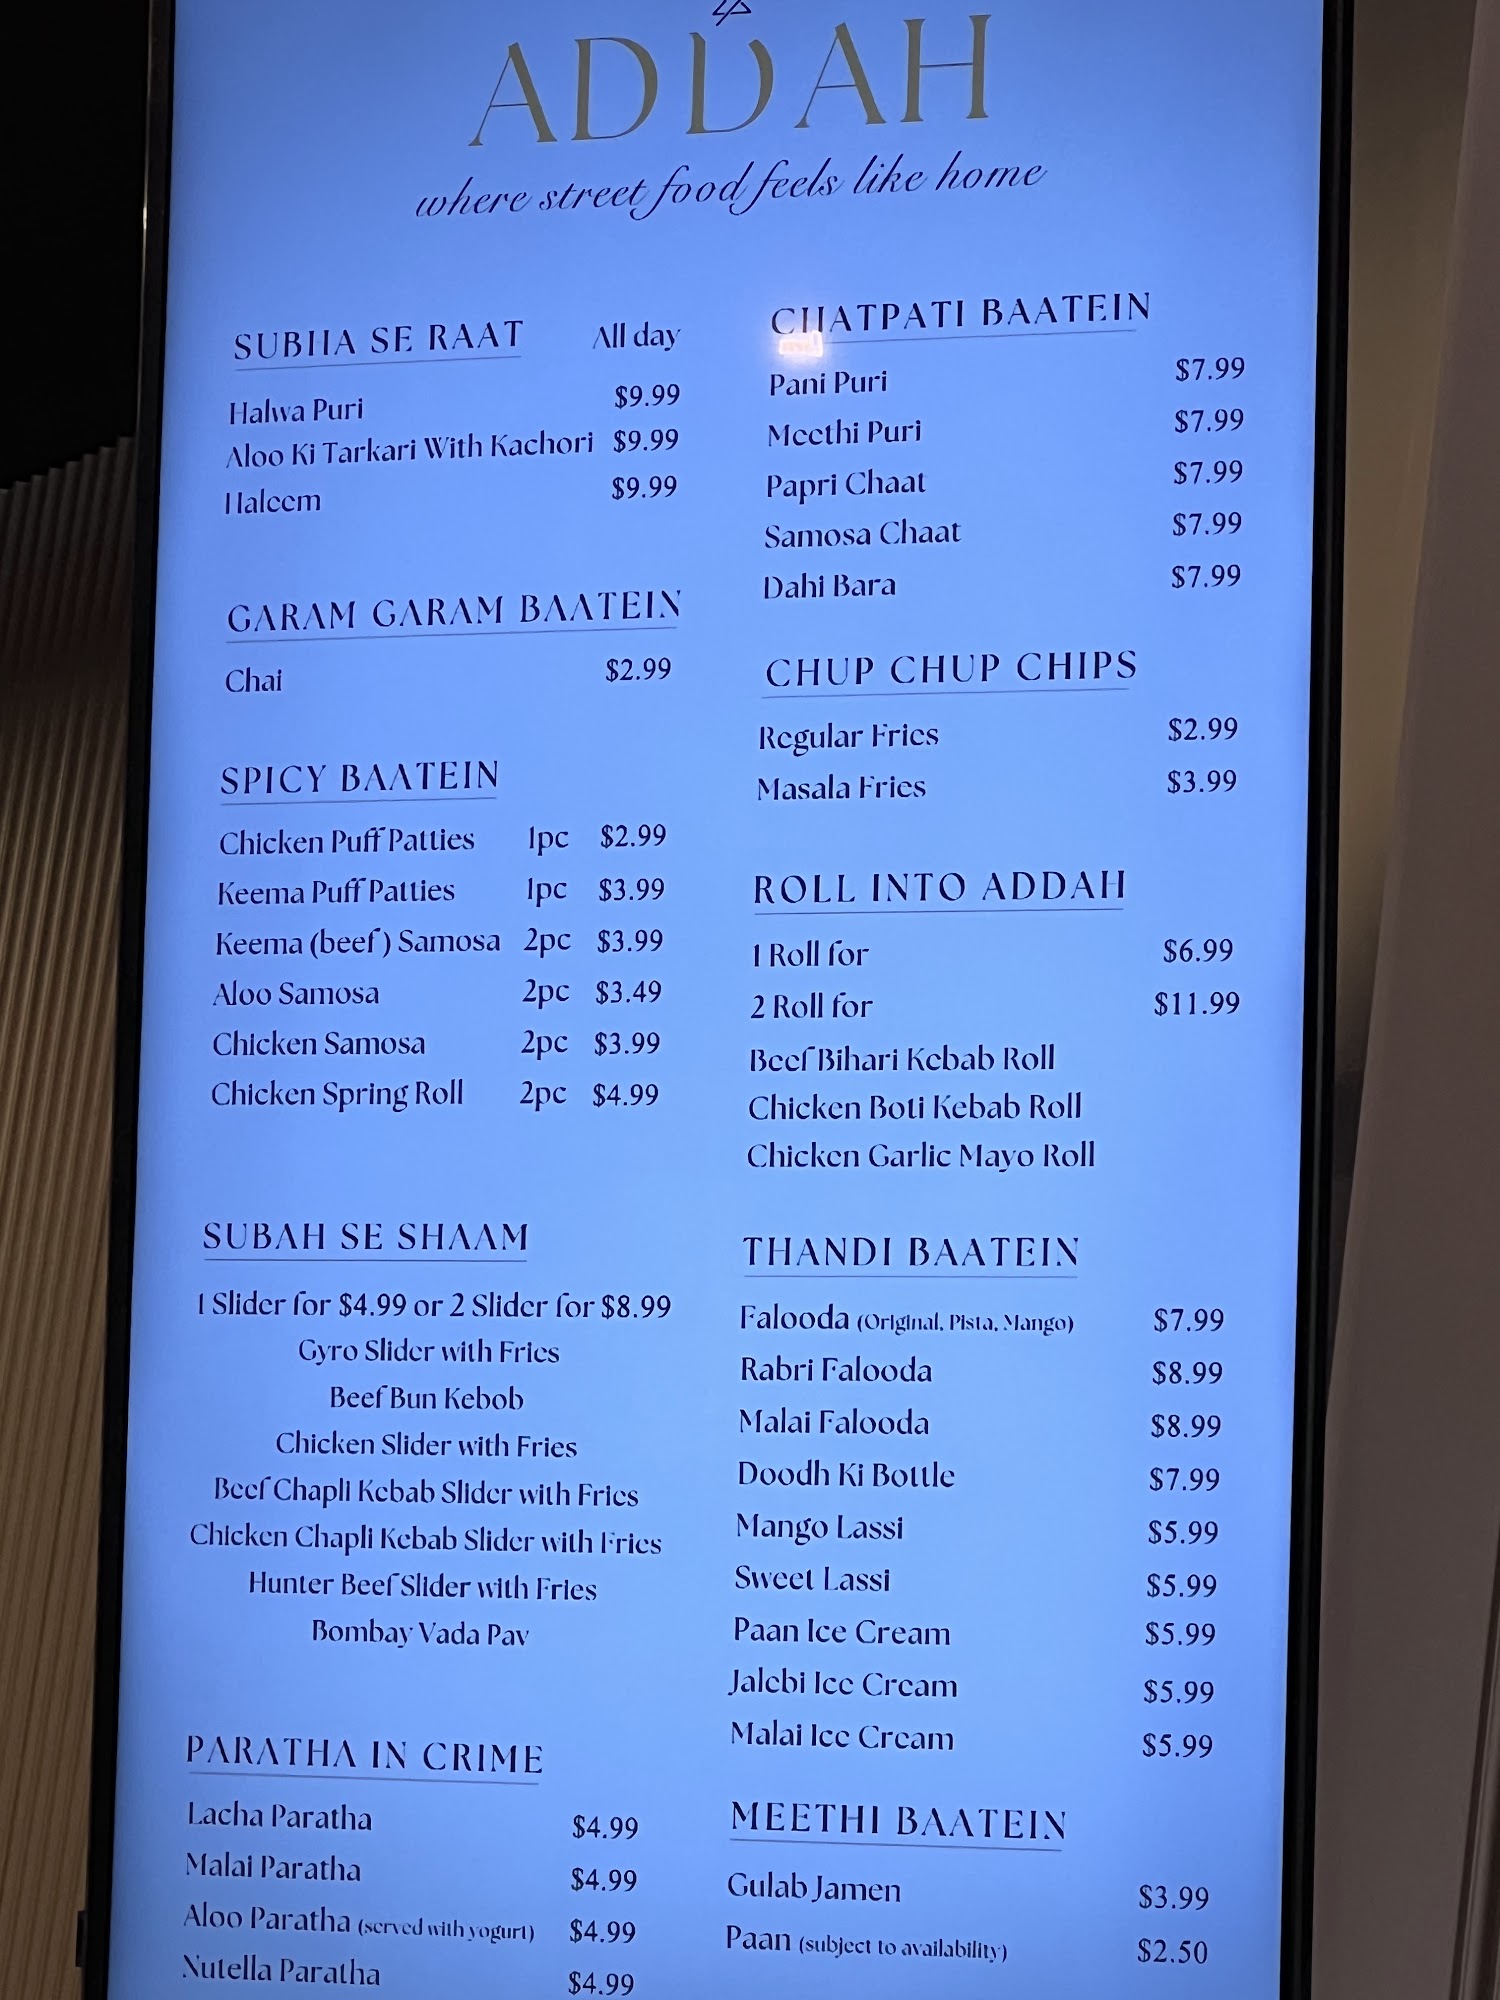 ADDAH
where street food feels like home
SUBHA SE RAAT All day
Halwa Puri $9.99
Aloo Ki Tarkari With Kachori $9.99
Haleem $9.99
GARAM GARAM BAATEIN
Chai $2.99
SPICY BAATEIN
Chicken Puff Patties 1pc $2.99
Keema Puff Patties 1pc $3.99
Keema (beef) Samosa 2pc $3.99
Aloo Samosa 2pc $3.49
Chicken Samosa 2pc $3.99
Chicken Spring Roll 2pc $4.99
SUBAH SE SHAAM
1 Slider for $4.99 or 2 Slider for $8.99
Gyro Slider with Fries
Beef Bun Kebob
Chicken Slider with Fries
Beef Chapli Kebab Slider with Fries
Chicken Chapli Kebab Slider with Fries
Hunter Beef Slider with Fries
Bombay Vada Pav
PARATHA IN CRIME
Lacha Paratha $4.99
Malai Paratha $4.99
Aloo Paratha (served with yogurt) $4.99
Nutella Paratha $4.99
CHATPATI BAATEIN
Pani Puri $7.99
Meethi Puri $7.99
Papri Chaat $7.99
Samosa Chaat $7.99
Dahi Bara $7.99
CHUP CHUP CHIPS
Regular Fries $2.99
Masala Fries $3.99
ROLL INTO ADDAH
1 Roll for $6.99
2 Roll for $11.99
Beef Bihari Kebab Roll
Chicken Boti Kebab Roll
Chicken Garlic Mayo Roll
THANDI BAATEIN
Falooda (Original, Pista, Mango) $7.99
Rabri Falooda $8.99
Malai Falooda $8.99
Doodh Ki Bottle $7.99
Mango Lassi $5.99
Sweet Lassi $5.99
Paan Ice Cream $5.99
Jalebi Ice Cream $5.99
Malai Ice Cream $5.99
MEETHI BAATEIN
Gulab Jamen $3.99
Paan (subject to availability) $2.50